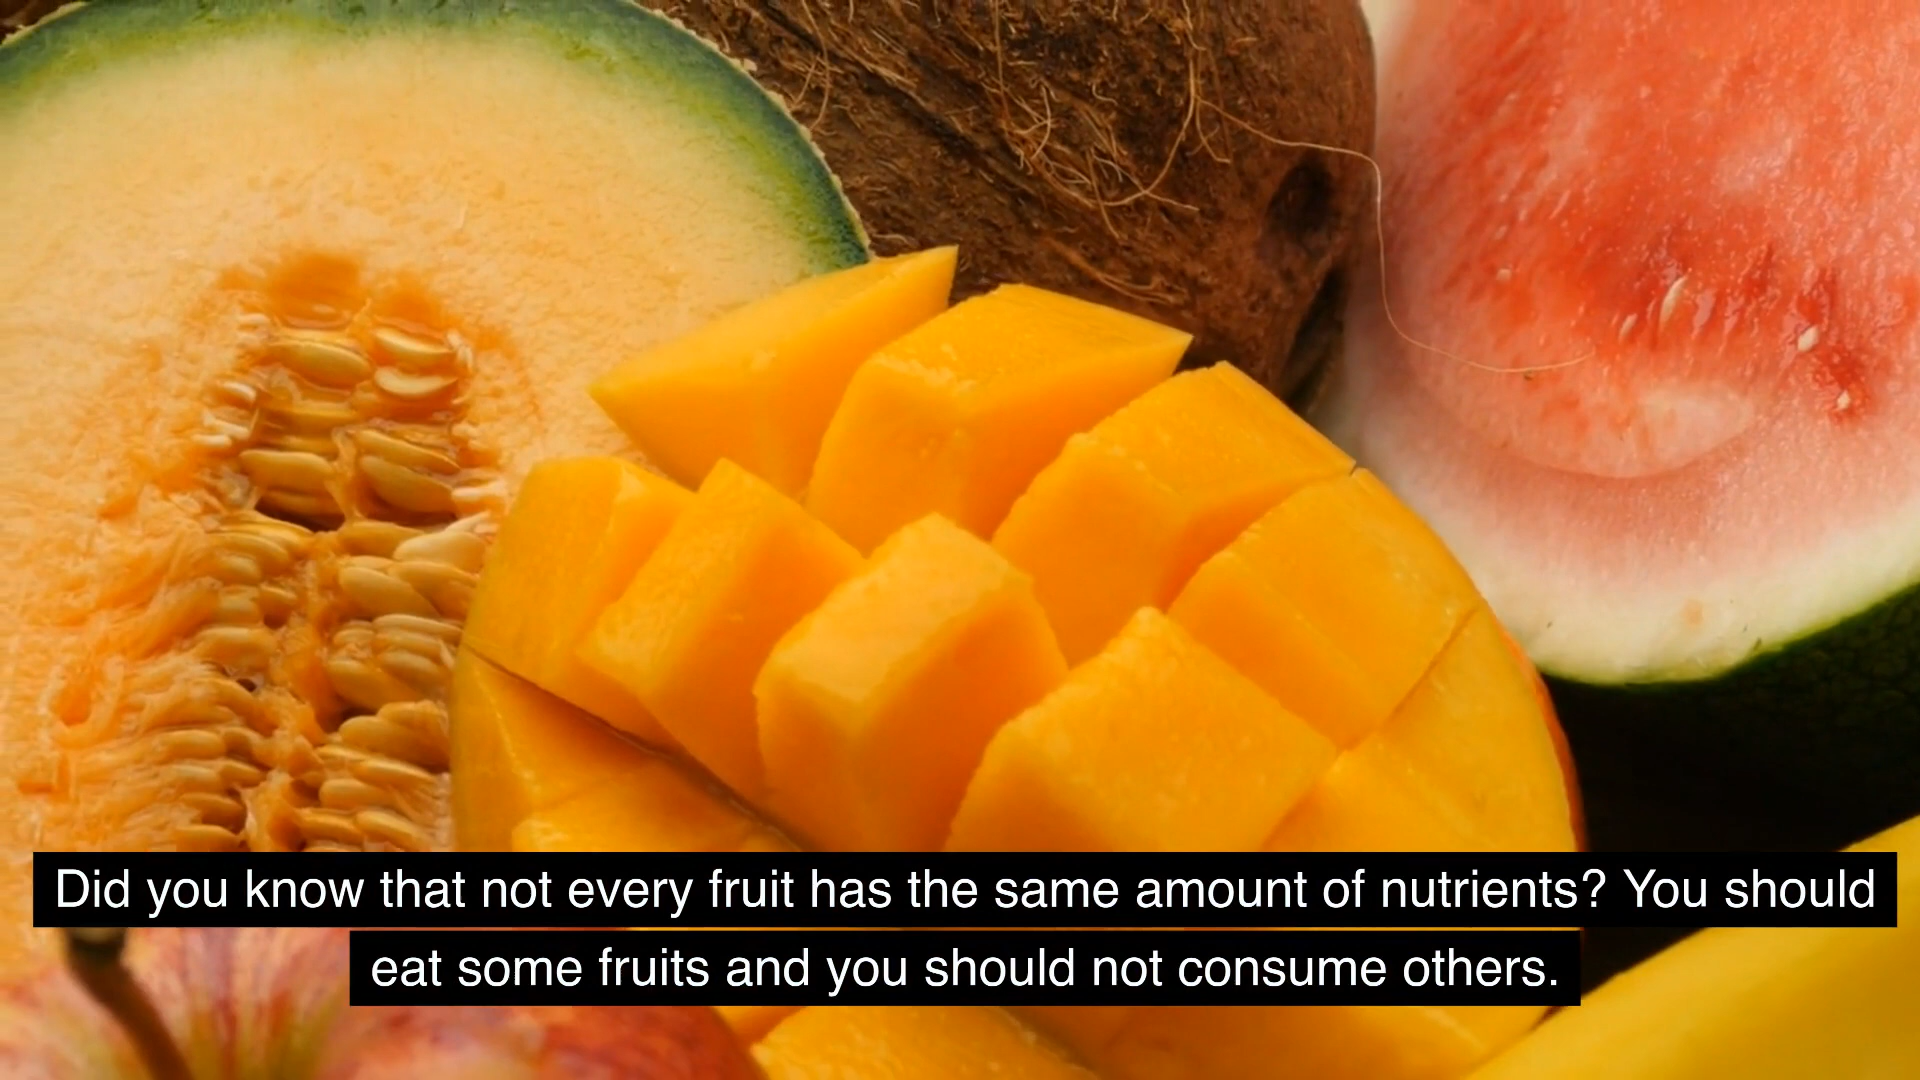 Did you know that not every fruit has the same amount of nutrients? You should
eat some fruits and you should not consume others.